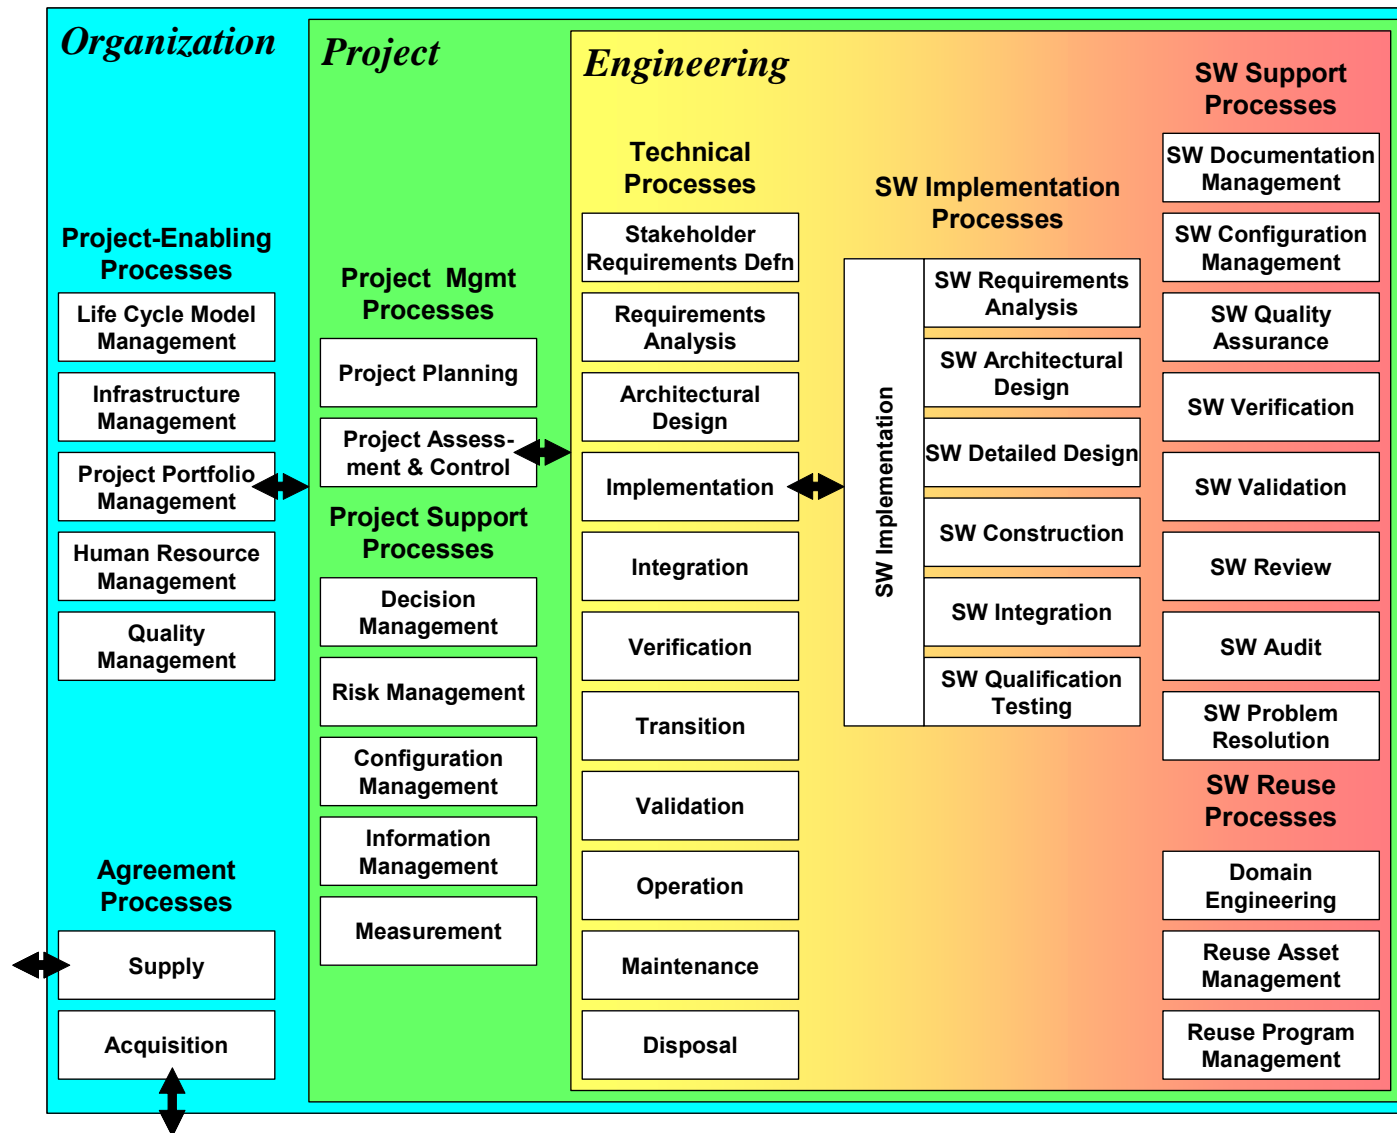 Organization
Project-Enabling
Processes
Life Cycle Model
Management
Infrastructure
Management
Project Portfolio
Management
Human Resource
Management
Quality
Management
Agreement
Processes
Supply
Acquisition
Project
Project Mgmt
Processes
Project Planning
Project Assess-
ment & Control
Project Support
Processes
Decision
Management
Risk Management
Configuration
Management
Information
Management
Measurement
Engineering
Technical
Processes
Stakeholder
Requirements Defn
Requirements
Analysis
Architectural
Design
Implementation
Integration
Verification
Transition
Validation
Operation
Maintenance
Disposal
SW Implementation
Processes
SW Implementation
SW Requirements
Analysis
SW Architectural
Design
SW Detailed Design
SW Construction
SW Integration
SW Qualification
Testing
SW Support
Processes
SW Documentation
Management
SW Configuration
Management
SW Quality
Assurance
SW Verification
SW Validation
SW Review
SW Audit
SW Problem
Resolution
SW Reuse
Processes
Domain
Engineering
Reuse Asset
Management
Reuse Program
Management